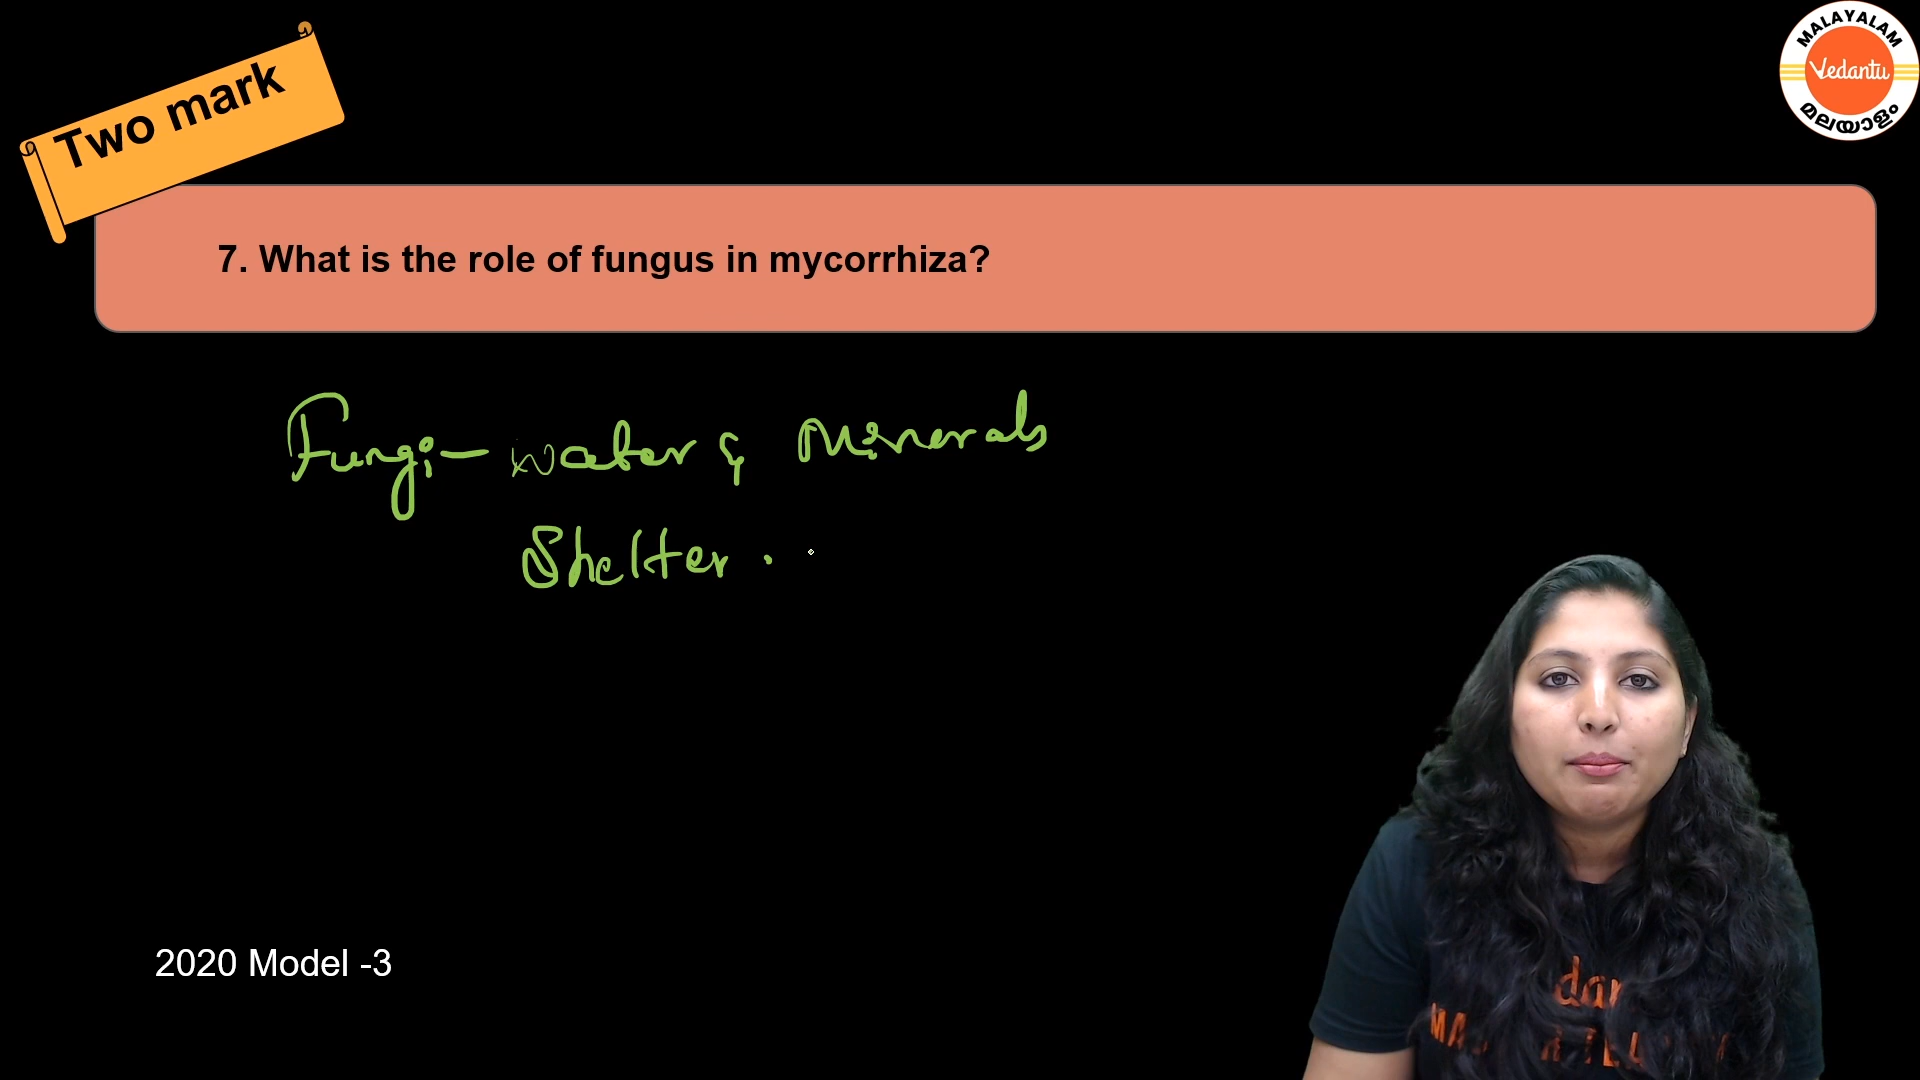 Two mark
MALAYALAM
Vedantu
മലയാളം
7. What is the role of fungus in mycorrhiza?
Fungi - water & Minerals
Shelter .
2020 Model -3